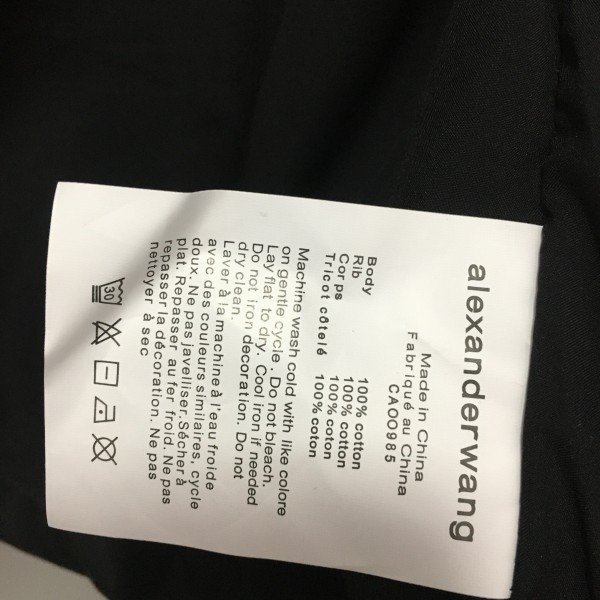 alexanderwang
Made in China
Fabriqué au China
CA00985
Body 100% cotton
Rib 100% cotton
Corps 100% coton
Tricot côtelé 100% coton
Machine wash cold with like colore
on gentle cycle . Do not bleach.
Lay flat to dry. Cool iron if needed
Do not iron decoration. Do not
dry clean.
Laver à la machine à l'eau froide
avec des couleurs similaires, cycle
doux. Ne pas javelliser.Sécher à
plat. Repasser au fer froid. Ne pas
repasser la décoration. Ne pas
nettoyer à sec
30